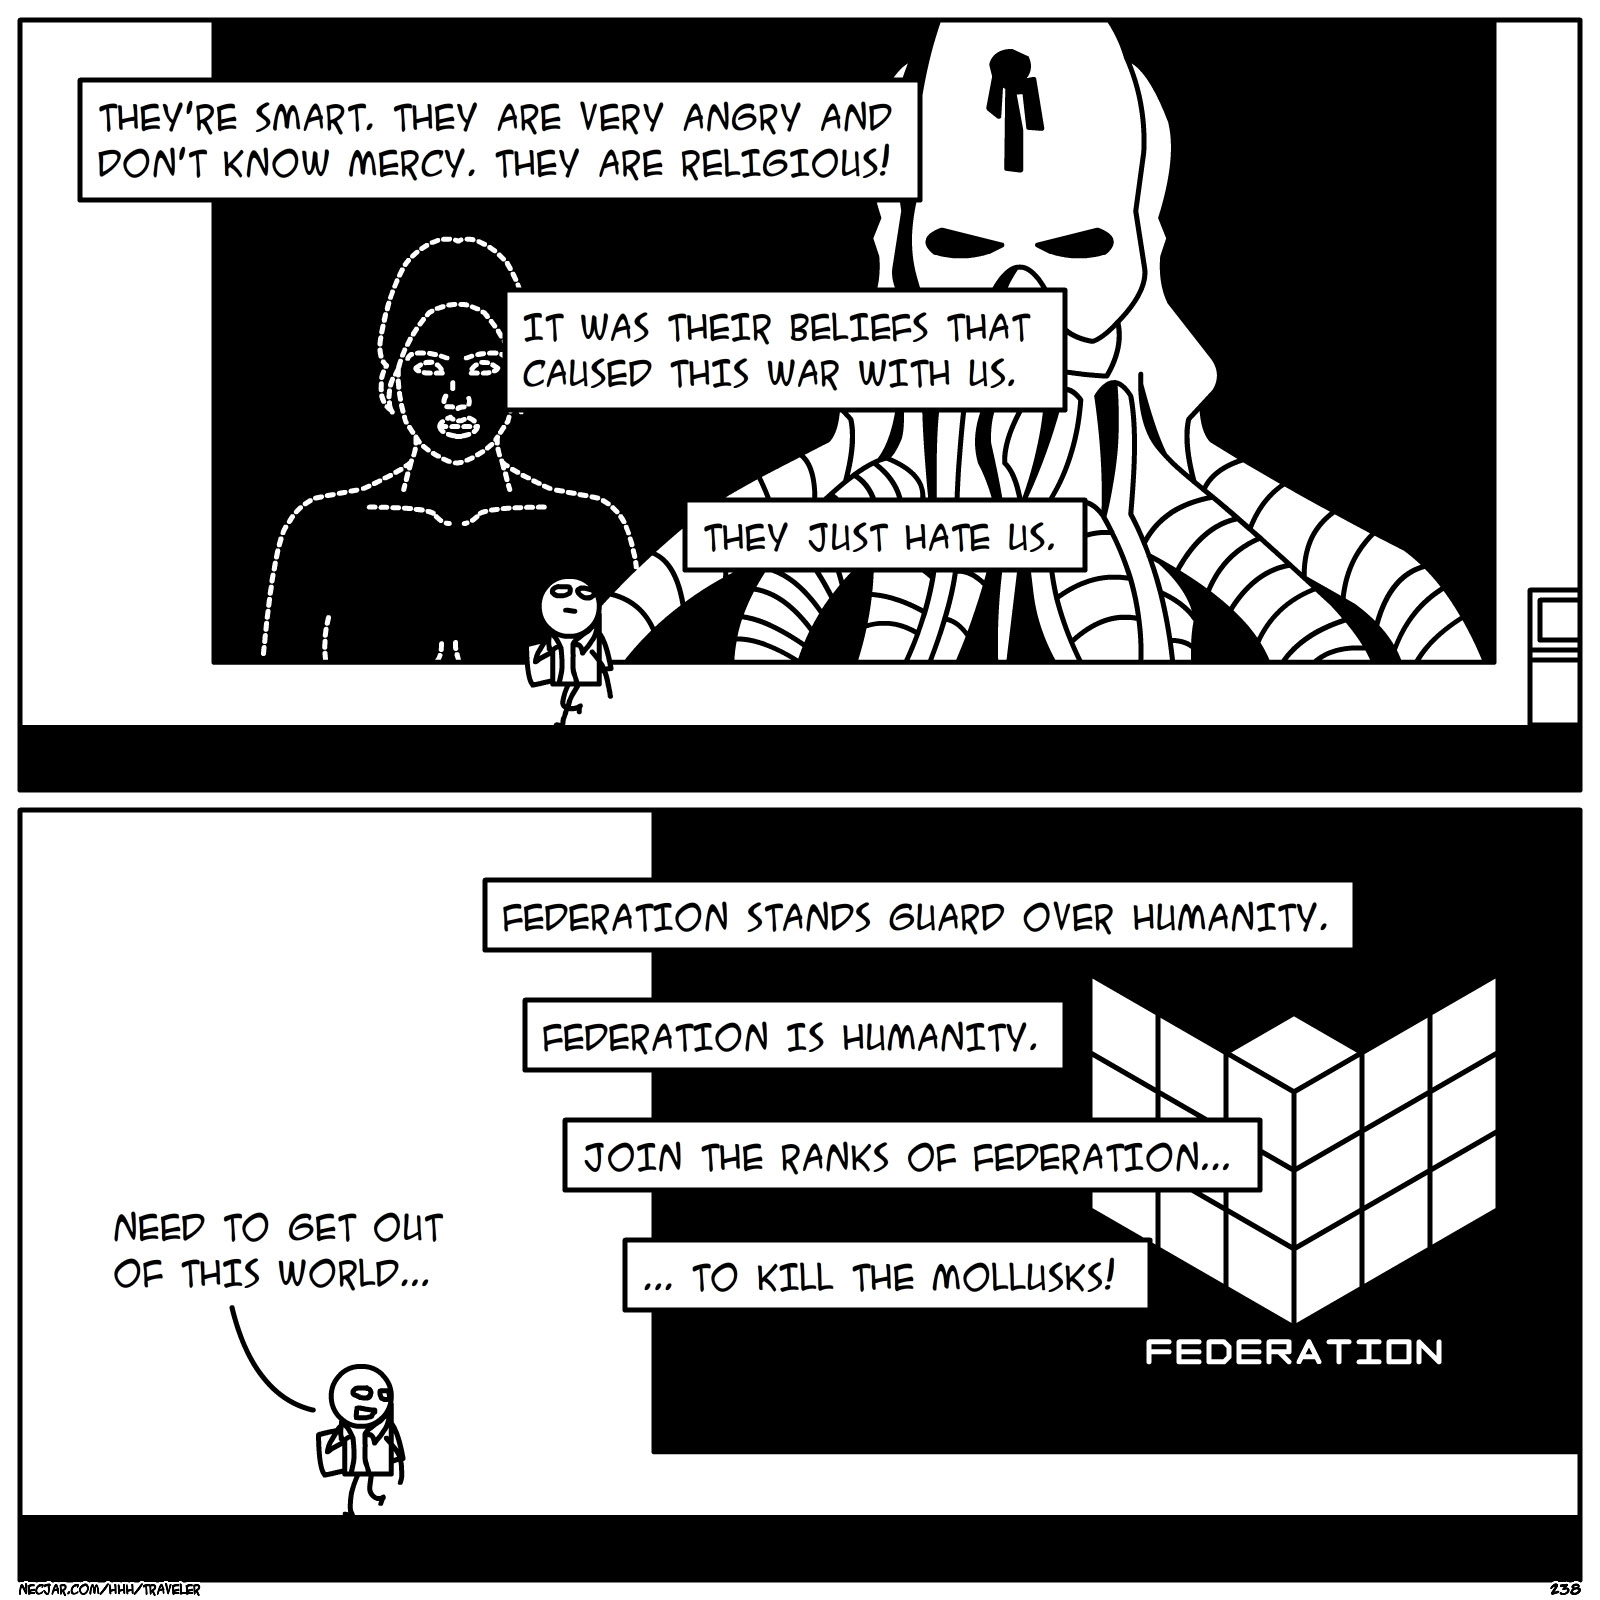 THEY'RE SMART. THEY ARE VERY ANGRY AND
DON'T KNOW MERCY. THEY ARE RELIGIOUS!
IT WAS THEIR BELIEFS THAT
CAUSED THIS WAR WITH US.
THEY JUST HATE US.
FEDERATION STANDS GUARD OVER HUMANITY.
FEDERATION IS HUMANITY.
JOIN THE RANKS OF FEDERATION...
... TO KILL THE MOLLUSKS!
NEED TO GET OUT
OF THIS WORLD...
FEDERATION
NECJAR.COM/HHH/TRAVELER
238